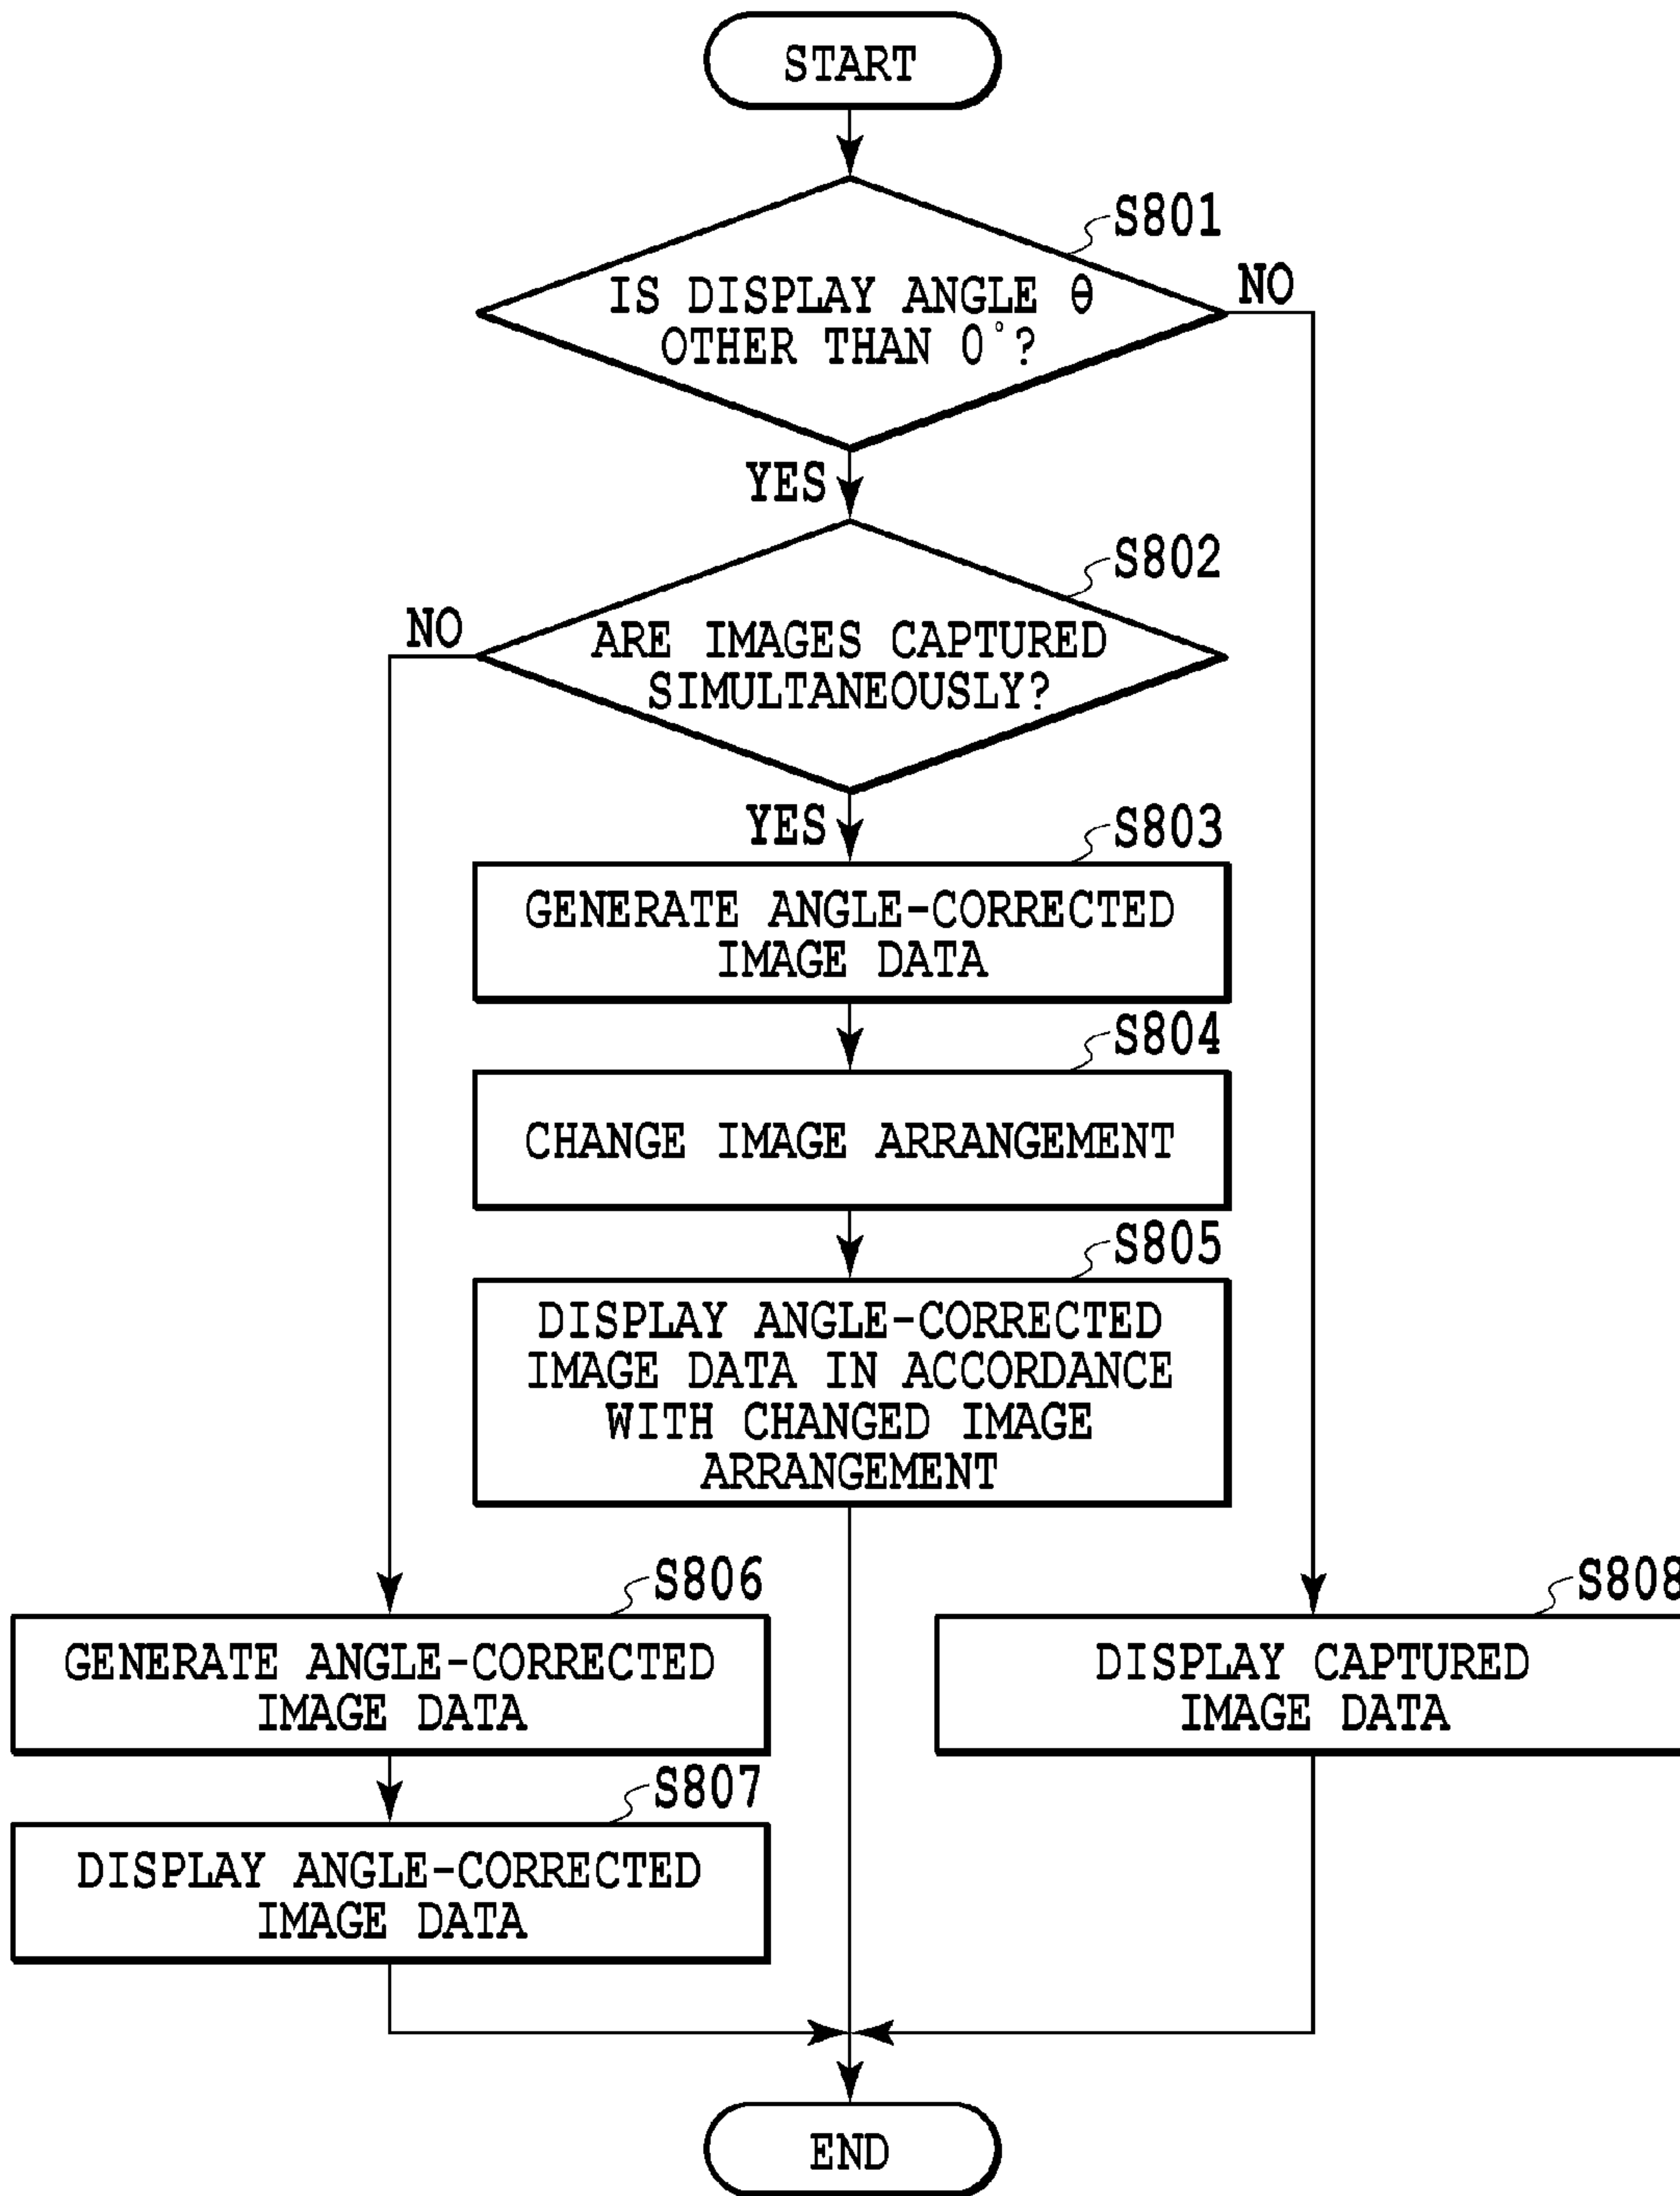 START
S801
IS DISPLAY ANGLE θ
OTHER THAN 0°?
NO
YES
S802
NO
ARE IMAGES CAPTURED
SIMULTANEOUSLY?
YES
S803
GENERATE ANGLE-CORRECTED
IMAGE DATA
S804
CHANGE IMAGE ARRANGEMENT
S805
DISPLAY ANGLE-CORRECTED
IMAGE DATA IN ACCORDANCE
WITH CHANGED IMAGE
ARRANGEMENT
S806
GENERATE ANGLE-CORRECTED
IMAGE DATA
S807
DISPLAY ANGLE-CORRECTED
IMAGE DATA
S808
DISPLAY CAPTURED
IMAGE DATA
END